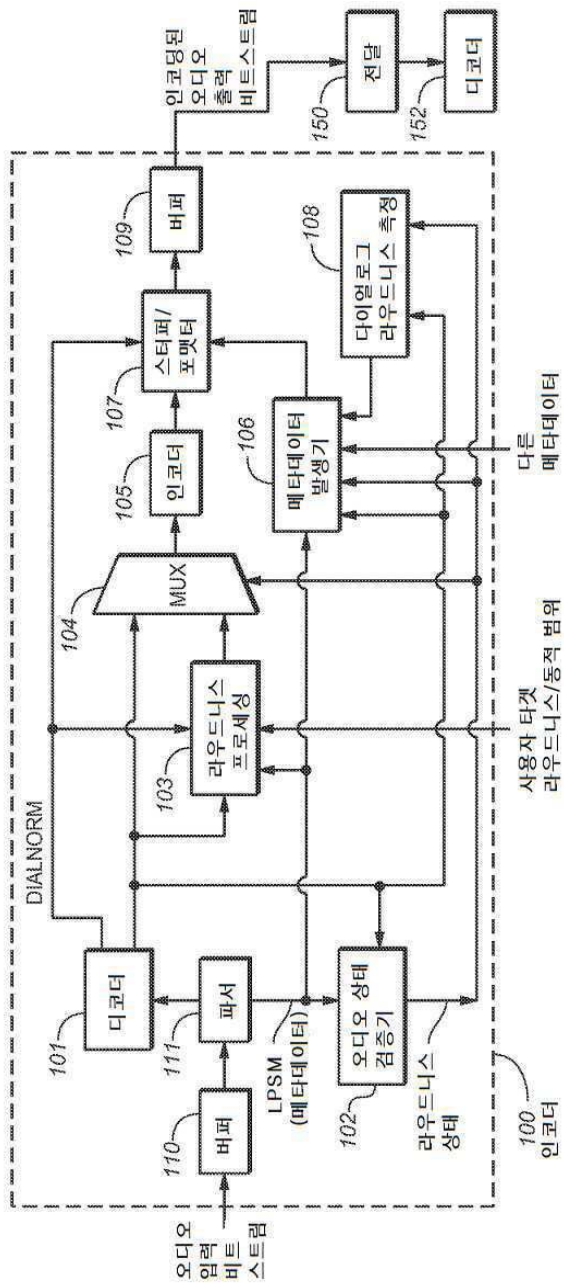 오디오
입력
비트
스트림
110
버퍼
111
파서
101
디코더
DIALNORM
LPSM
(메타데이터)
102
오디오 상태
검증기
라우드니스
상태
103
라우드니스
프로세싱
사용자 타겟
라우드니스/동적 범위
104
MUX
105
인코더
106
메타데이터
발생기
다른
메타데이터
107
스터퍼/
포맷터
108
다이얼로그
라우드니스 측정
109
버퍼
인코딩된
오디오
출력
비트스트림
150
전달
152
디코더
100
인코더